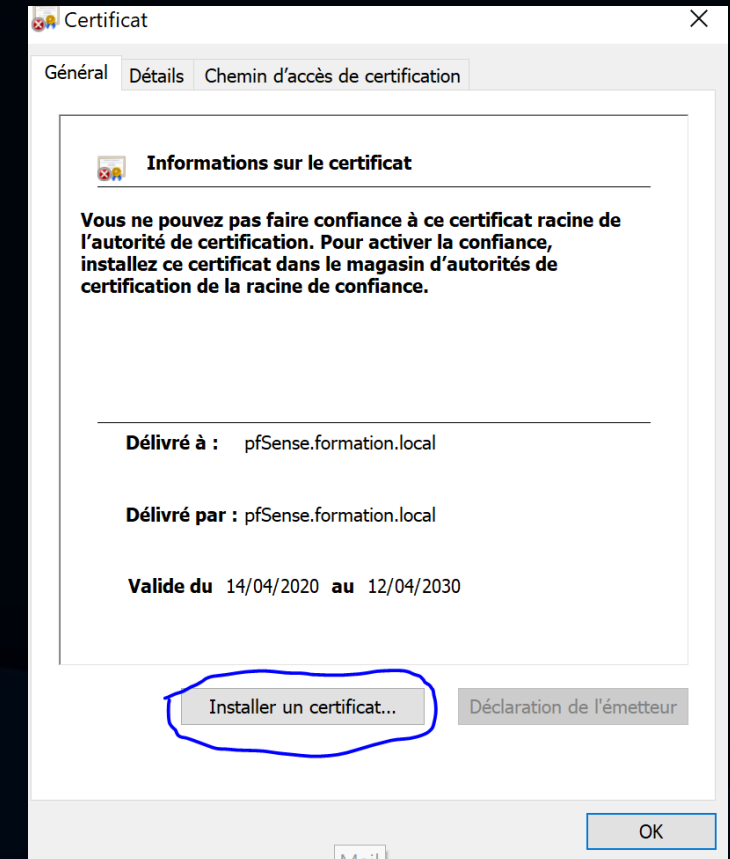 Certificat
Général Détails Chemin d’accès de certification
Informations sur le certificat
Vous ne pouvez pas faire confiance à ce certificat racine de
l’autorité de certification. Pour activer la confiance,
installez ce certificat dans le magasin d’autorités de
certification de la racine de confiance.
Délivré à : pfSense.formation.local
Délivré par : pfSense.formation.local
Valide du 14/04/2020 au 12/04/2030
Installer un certificat... Déclaration de l'émetteur
OK
Mail